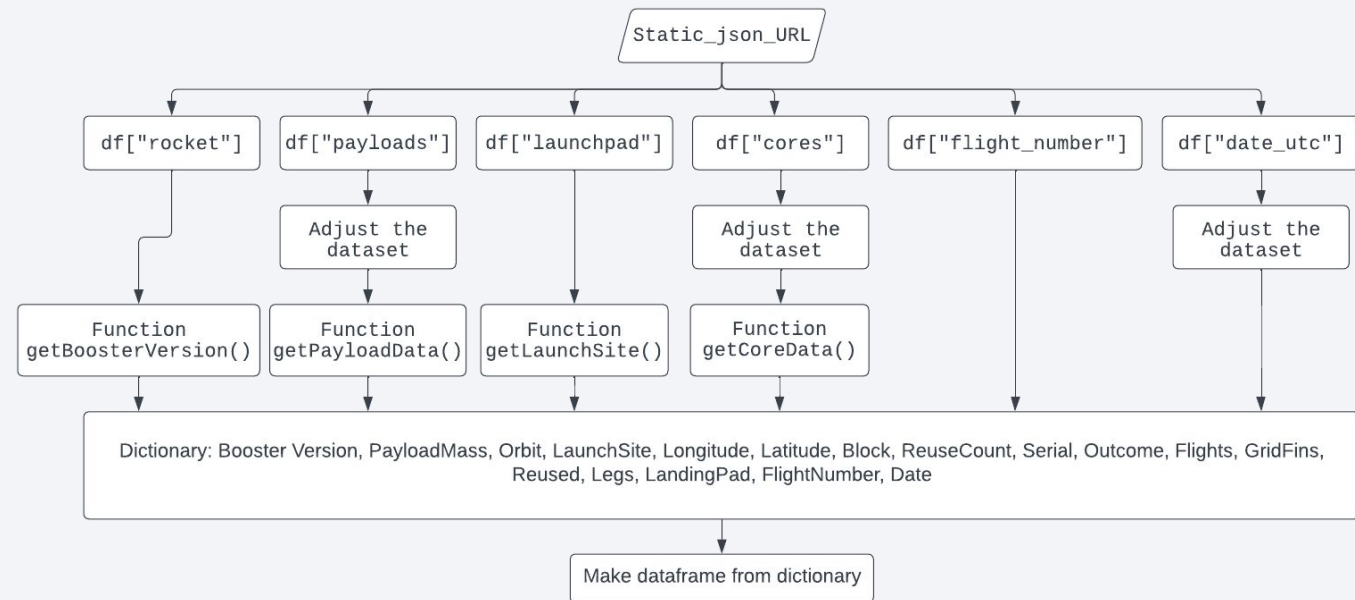 Static_json_URL
df["rocket"]
df["payloads"]
df["launchpad"]
df["cores"]
df["flight_number"]
df["date_utc"]
Adjust the
dataset
Adjust the
dataset
Adjust the
dataset
Function
getBoosterVersion()
Function
getPayloadData()
Function
getLaunchSite()
Function
getCoreData()
Dictionary: Booster Version, PayloadMass, Orbit, LaunchSite, Longitude, Latitude, Block, ReuseCount, Serial, Outcome, Flights, GridFins,
Reused, Legs, LandingPad, FlightNumber, Date
Make dataframe from dictionary